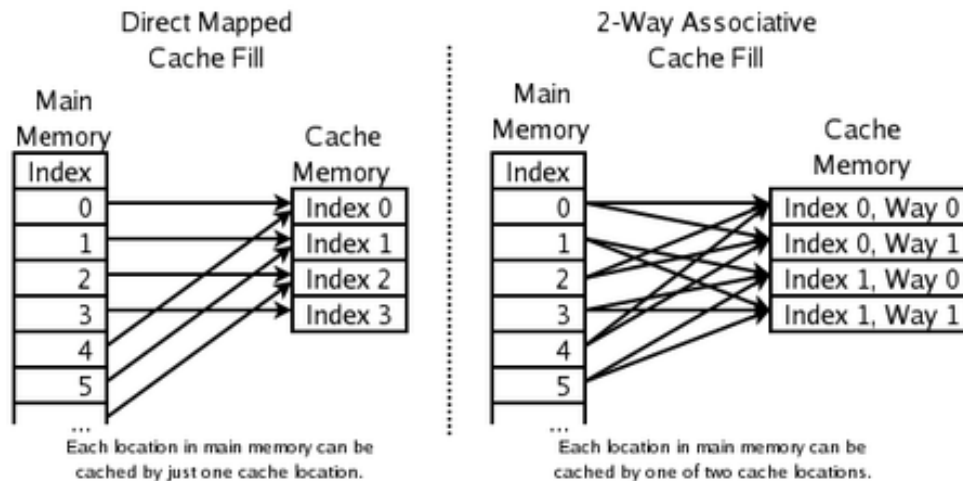 Direct Mapped
Cache Fill
Main
Memory
Index
0
1
2
3
4
5
...
Cache
Memory
Index 0
Index 1
Index 2
Index 3
Each location in main memory can be
cached by just one cache location.
2-Way Associative
Cache Fill
Main
Memory
Index
0
1
2
3
4
5
...
Cache
Memory
Index 0, Way 0
Index 0, Way 1
Index 1, Way 0
Index 1, Way 1
Each location in main memory can be
cached by one of two cache locations.